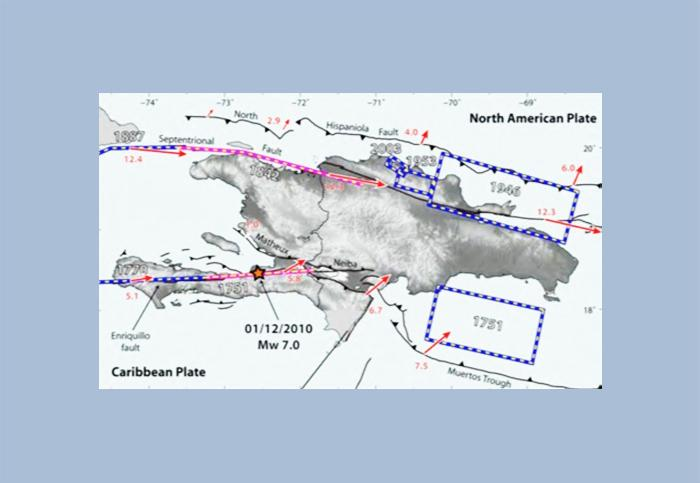 -74° -73° -72° -71° -70° -69°
North 2.9
Hispaniola Fault 4.0
North American Plate
1887 Septentrional Fault
12.4
2003
1953
20°
1842
1946
6.0
12.3
Matheux
Neiba
1770
1751
5.8
5.1
6.7
18°
1751
01/12/2010
Mw 7.0
Enriquillo
fault
7.5
Muertos Trough
Caribbean Plate